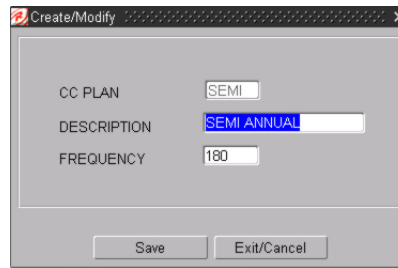 Create/Modify
CC PLAN SEMI
DESCRIPTION SEMI ANNUAL
FREQUENCY 180
Save Exit/Cancel